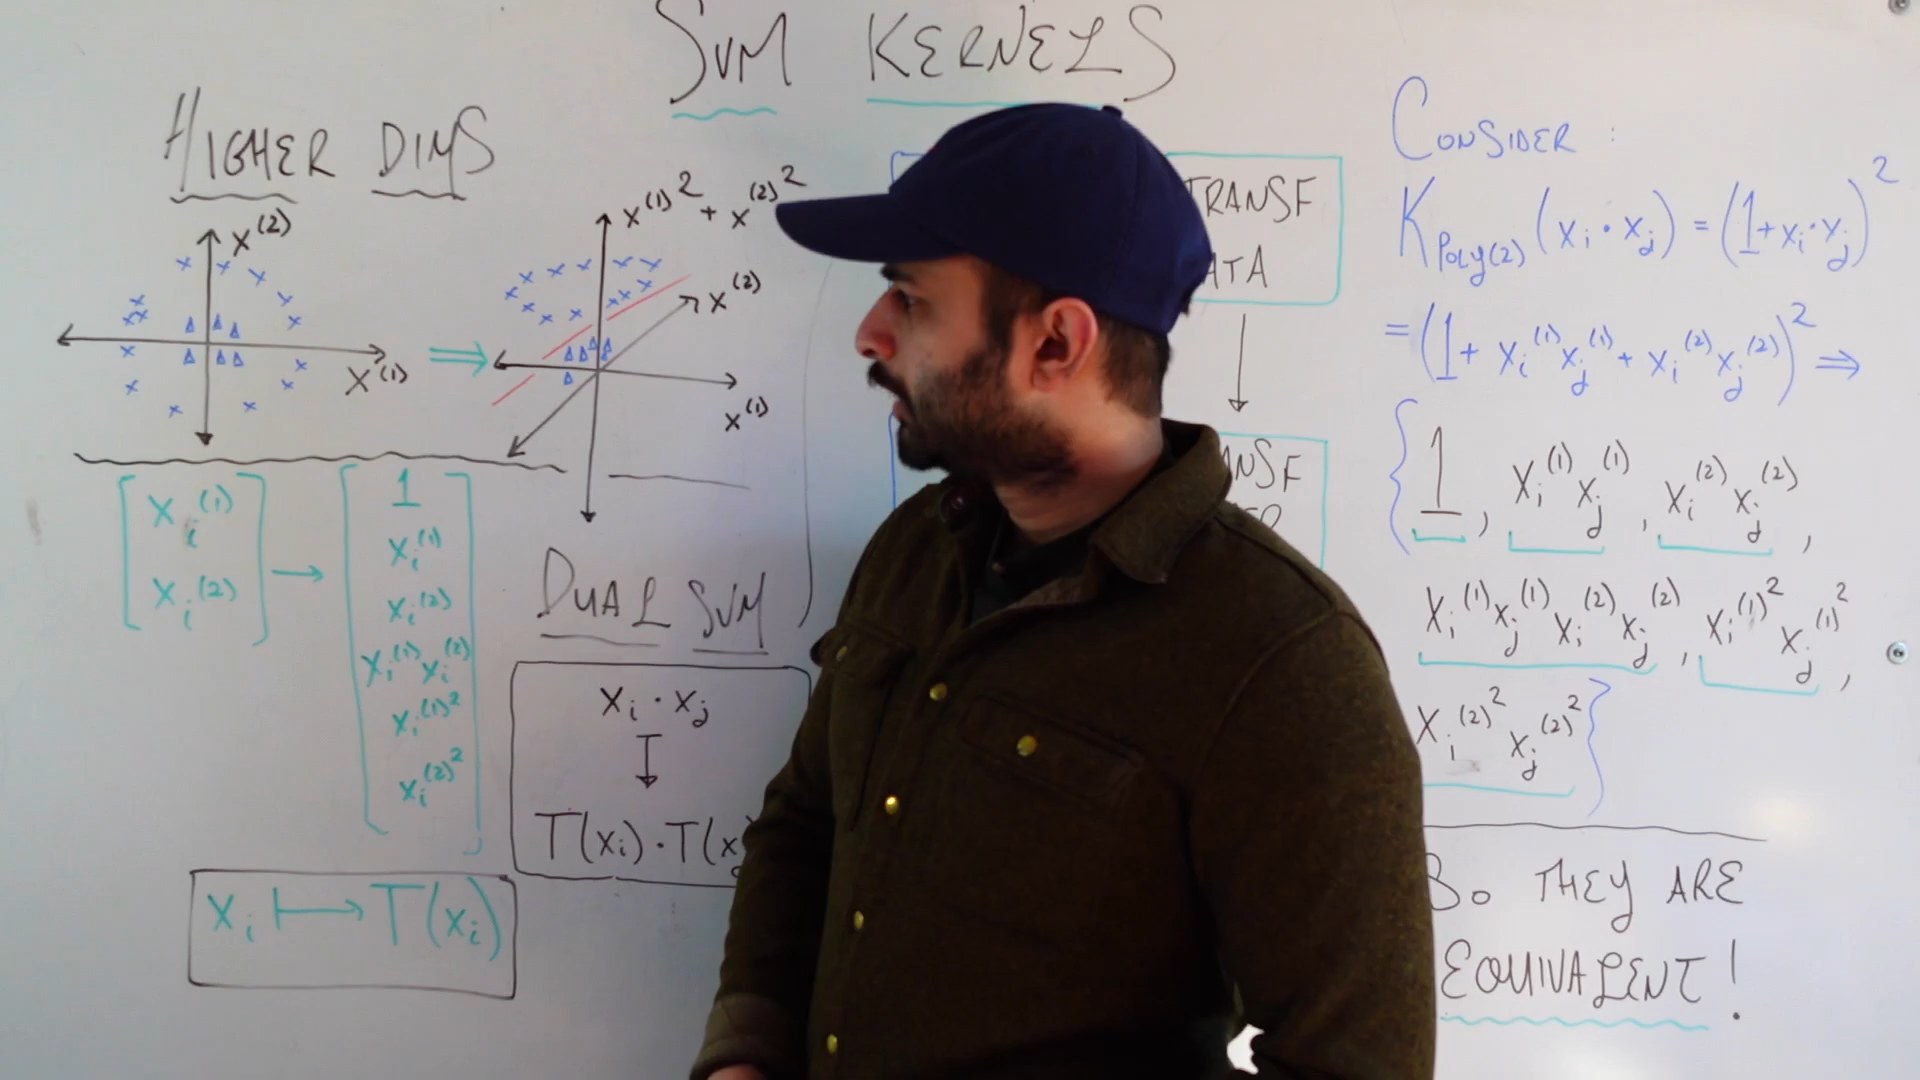 SVM KERNELS
HIGHER DIMS
x⁽²⁾
x⁽¹⁾
x⁽¹⁾² + x⁽²⁾²
x⁽²⁾
x⁽¹⁾
xᵢ⁽¹⁾
xᵢ⁽²⁾
1
xᵢ⁽¹⁾
xᵢ⁽²⁾
xᵢ⁽¹⁾xᵢ⁽²⁾
xᵢ⁽¹⁾²
xᵢ⁽²⁾²
xᵢ ↦ T(xᵢ)
DUAL SVM
xᵢ · xⱼ
T(xᵢ) · T(x
TRANSF
ATA
ANSF
CONSIDER :
K_Poly(2) (xᵢ · xⱼ) = (1 + xᵢ · xⱼ)²
= (1 + xᵢ⁽¹⁾xⱼ⁽¹⁾ + xᵢ⁽²⁾xⱼ⁽²⁾)² ⇒
{ 1 , xᵢ⁽¹⁾xⱼ⁽¹⁾ , xᵢ⁽²⁾xⱼ⁽²⁾ ,
xᵢ⁽¹⁾xⱼ⁽¹⁾xᵢ⁽²⁾xⱼ⁽²⁾ , xᵢ⁽¹⁾²xⱼ⁽¹⁾² ,
xᵢ⁽²⁾²xⱼ⁽²⁾² }
SO THEY ARE
EQUIVALENT!